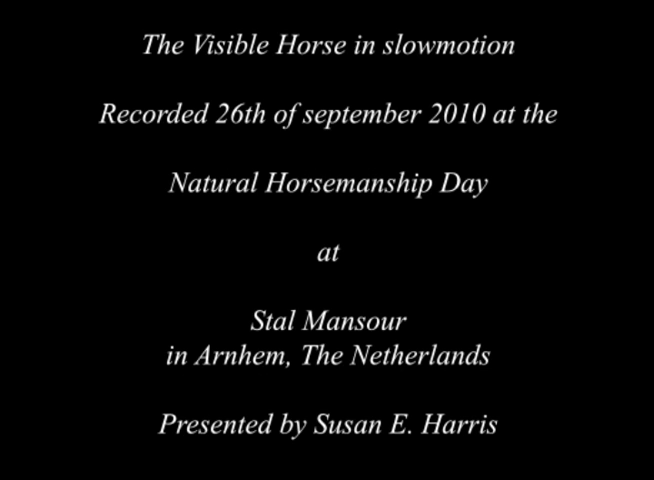 The Visible Horse in slowmotion
Recorded 26th of september 2010 at the
Natural Horsemanship Day
at
Stal Mansour
in Arnhem, The Netherlands
Presented by Susan E. Harris